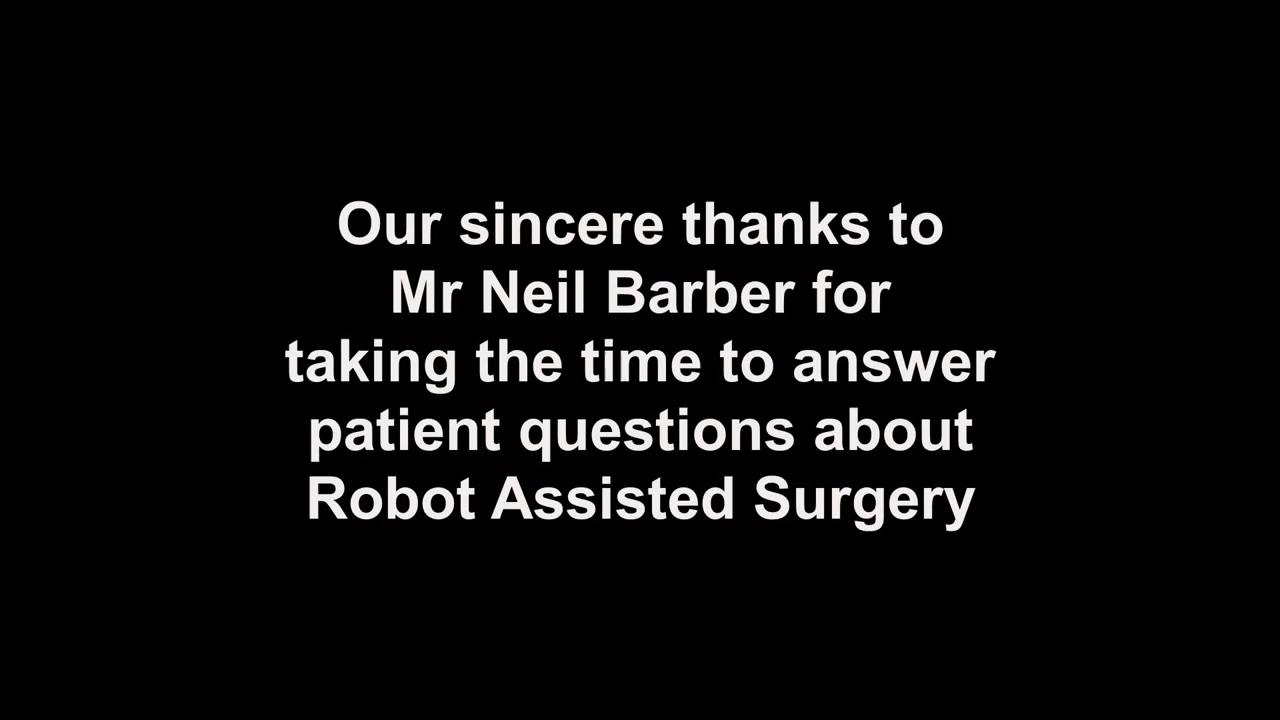 Our sincere thanks to
Mr Neil Barber for
taking the time to answer
patient questions about
Robot Assisted Surgery